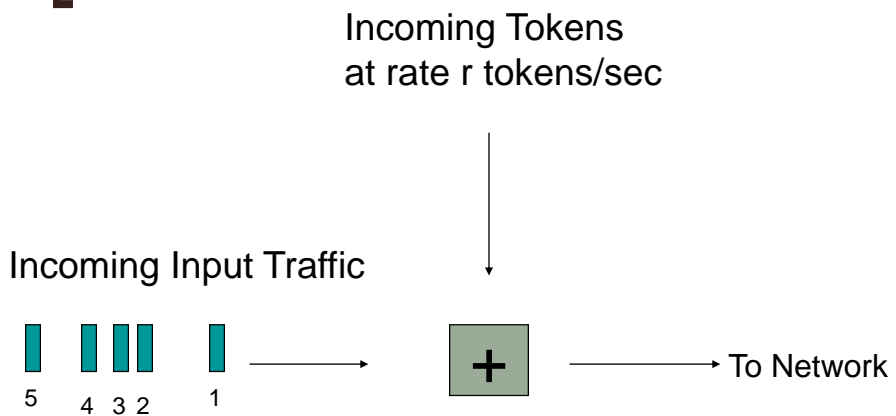 Incoming Tokens
at rate r tokens/sec
Incoming Input Traffic
+
To Network
5 4 3 2 1